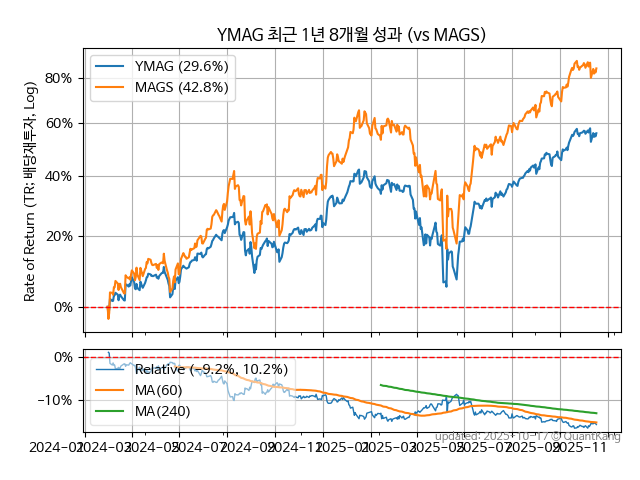 YMAG 최근 1년 8개월 성과 (vs MAGS)
Rate of Return (TR: 배당재투자, Log)
80%
60%
40%
20%
0%
YMAG (29.6%)
MAGS (42.8%)
0%
−10%
Relative (−9.2%, 10.2%)
MA(60)
MA(240)
2024-01 2024-03 2024-05 2024-07 2024-09 2024-11 2025-01 2025-03 2025-05 2025-07 2025-09 2025-11
updated: 2025-10-17 © QuantKang